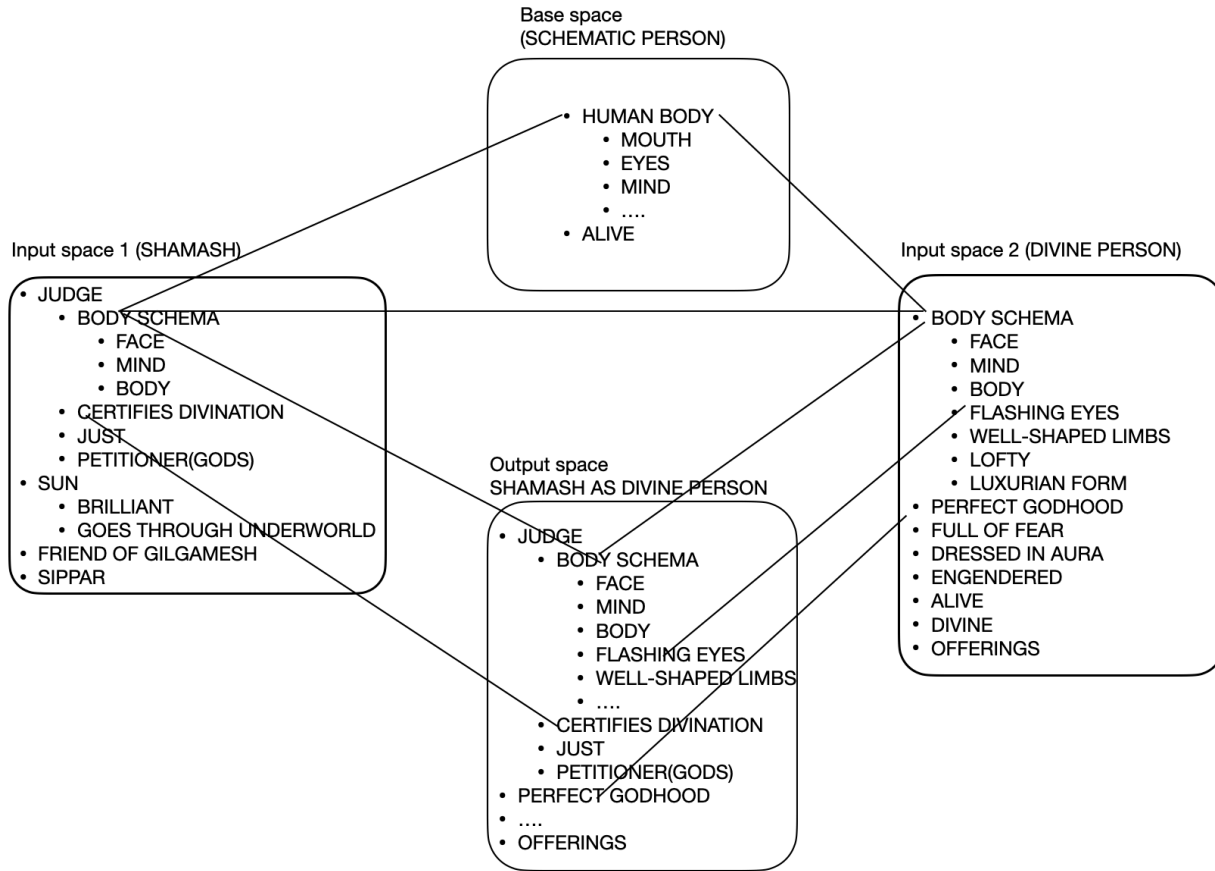 Base space
(SCHEMATIC PERSON)
• HUMAN BODY
• MOUTH
• EYES
• MIND
• ....
• ALIVE
Input space 1 (SHAMASH)
• JUDGE
• BODY SCHEMA
• FACE
• MIND
• BODY
• CERTIFIES DIVINATION
• JUST
• PETITIONER(GODS)
• SUN
• BRILLIANT
• GOES THROUGH UNDERWORLD
• FRIEND OF GILGAMESH
• SIPPAR
Input space 2 (DIVINE PERSON)
• BODY SCHEMA
• FACE
• MIND
• BODY
• FLASHING EYES
• WELL-SHAPED LIMBS
• LOFTY
• LUXURIAN FORM
• PERFECT GODHOOD
• FULL OF FEAR
• DRESSED IN AURA
• ENGENDERED
• ALIVE
• DIVINE
• OFFERINGS
Output space
SHAMASH AS DIVINE PERSON
• JUDGE
• BODY SCHEMA
• FACE
• MIND
• BODY
• FLASHING EYES
• WELL-SHAPED LIMBS
• ....
• CERTIFIES DIVINATION
• JUST
• PETITIONER(GODS)
• PERFECT GODHOOD
• ....
• OFFERINGS